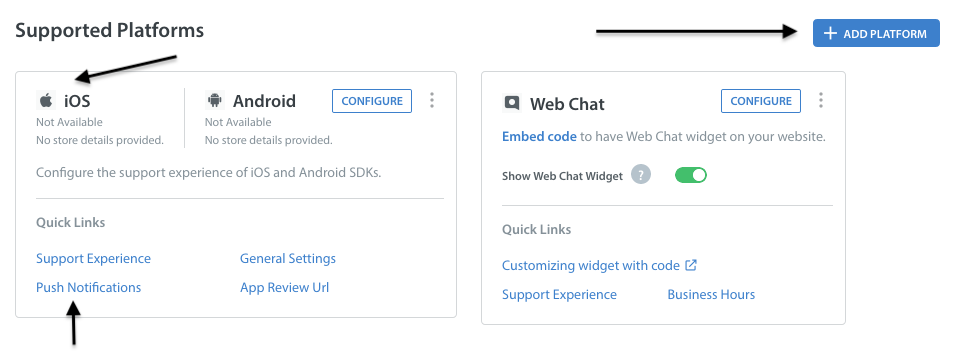 Supported Platforms
ADD PLATFORM
iOS
Not Available
No store details provided.
Android
Not Available
No store details provided.
CONFIGURE
Configure the support experience of iOS and Android SDKs.
Quick Links
Support Experience
General Settings
Push Notifications
App Review Url
Web Chat
CONFIGURE
Embed code to have Web Chat widget on your website.
Show Web Chat Widget ?
Quick Links
Customizing widget with code
Support Experience
Business Hours